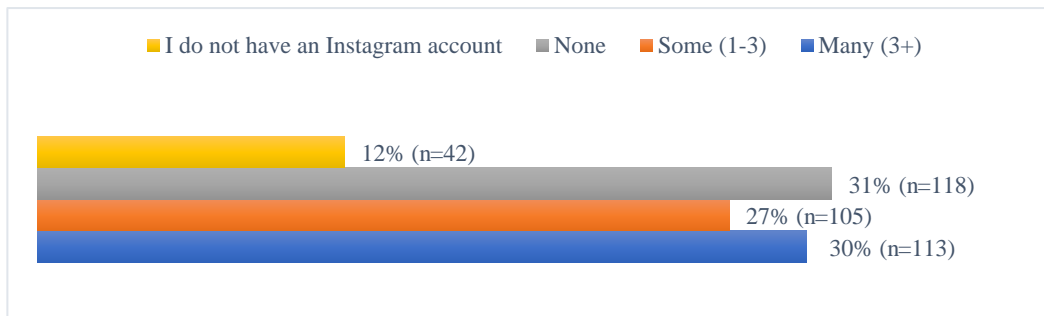 I do not have an Instagram account None Some (1-3) Many (3+)
12% (n=42)
31% (n=118)
27% (n=105)
30% (n=113)